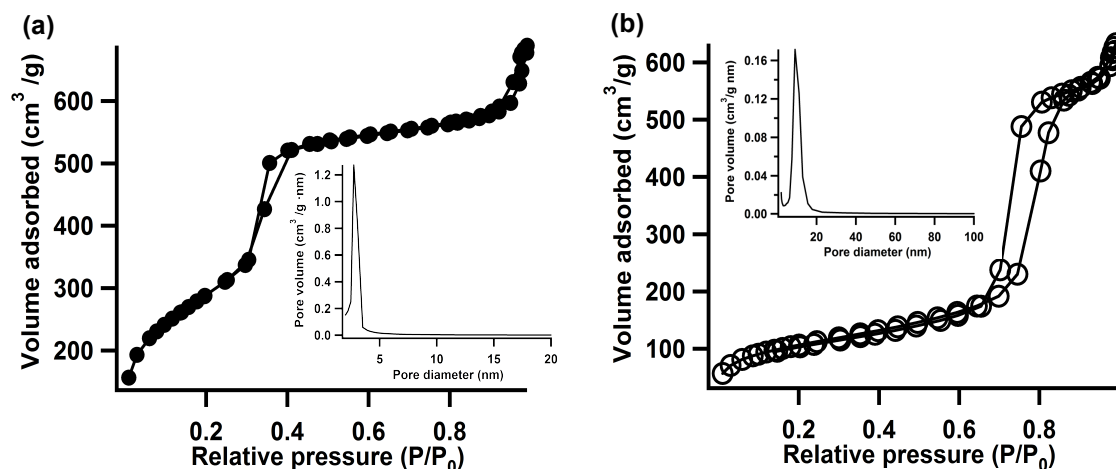 (a)
Volume adsorbed (cm³ /g)
600
500
400
300
200
0.2 0.4 0.6 0.8
Relative pressure (P/P₀)
Pore volume (cm³ /g ·nm)
1.2
1.0
0.8
0.6
0.4
0.2
0.0
5 10 15 20
Pore diameter (nm)
(b)
Volume adsorbed (cm³/g)
600
500
400
300
200
100
0.2 0.4 0.6 0.8
Relative pressure (P/P₀)
Pore volume (cm³/g nm)
0.16
0.12
0.08
0.04
0.00
20 40 60 80 100
Pore diameter (nm)